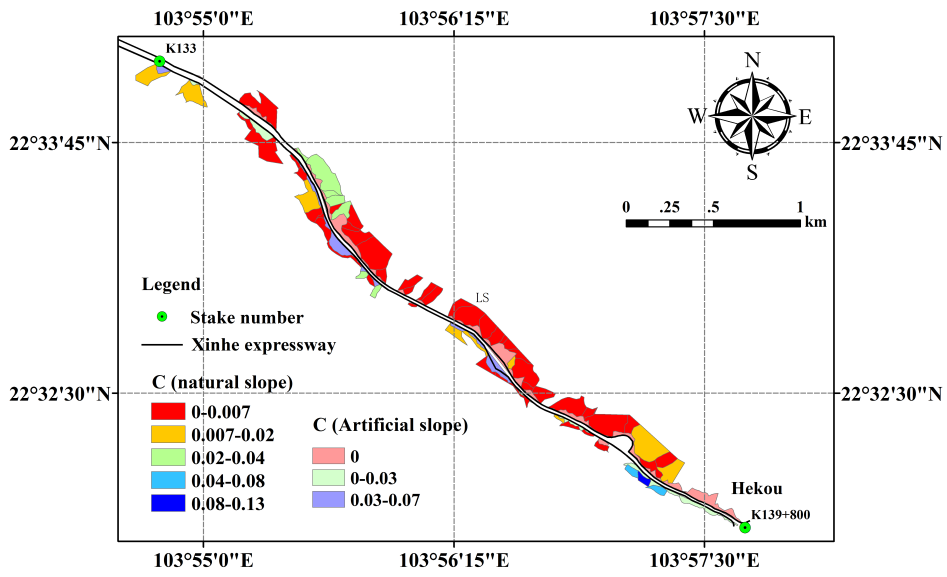 103°55'0"E 103°56'15"E 103°57'30"E
K133
N
W E
S
22°33'45"N 22°33'45"N
0 .25 .5 1
km
LS
Legend
Stake number
Xinhe expressway
22°32'30"N 22°32'30"N
C (natural slope)
0-0.007
0.007-0.02
0.02-0.04
0.04-0.08
0.08-0.13
C (Artificial slope)
0
0-0.03
0.03-0.07
Hekou
K139+800
103°55'0"E 103°56'15"E 103°57'30"E